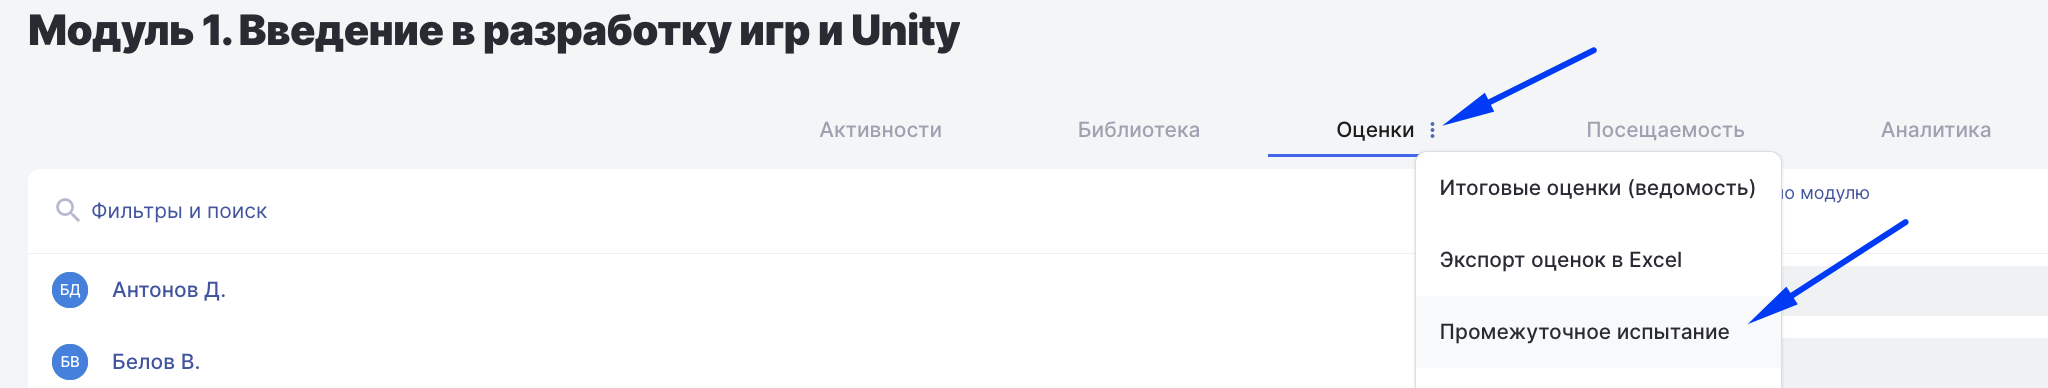 Модуль 1. Введение в разработку игр и Unity
Активности
Библиотека
Оценки
Посещаемость
Аналитика
Фильтры и поиск
Итоговые оценки (ведомость)
модулю
Экспорт оценок в Excel
БД Антонов Д.
Промежуточное испытание
БВ Белов В.